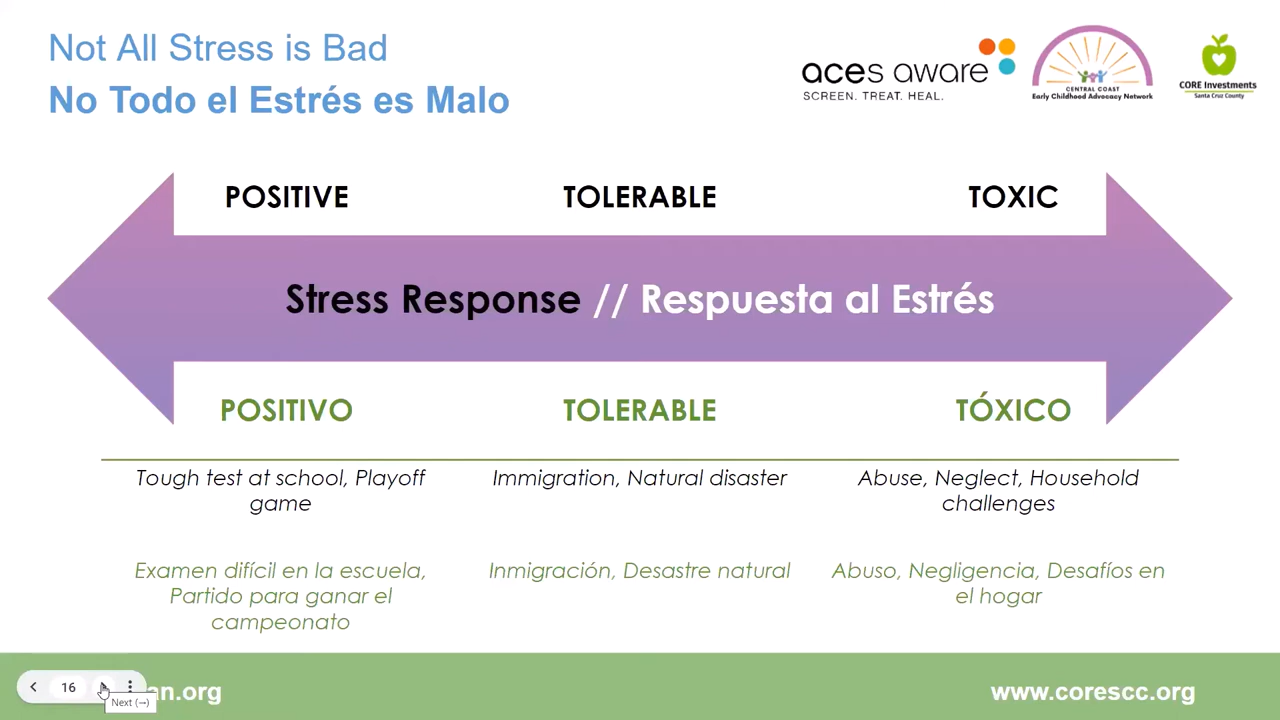 Not All Stress is Bad
No Todo el Estrés es Malo
aces aware
SCREEN. TREAT. HEAL.
CENTRAL COAST
Early Childhood Advocacy Network
CORE Investments
Santa Cruz County
POSITIVE
TOLERABLE
TOXIC
Stress Response // Respuesta al Estrés
POSITIVO
TOLERABLE
TÓXICO
Tough test at school, Playoff
game
Immigration, Natural disaster
Abuse, Neglect, Household
challenges
Examen difícil en la escuela,
Partido para ganar el
campeonato
Inmigración, Desastre natural
Abuso, Negligencia, Desafíos en
el hogar
16
an.org
Next (→)
www.corescc.org